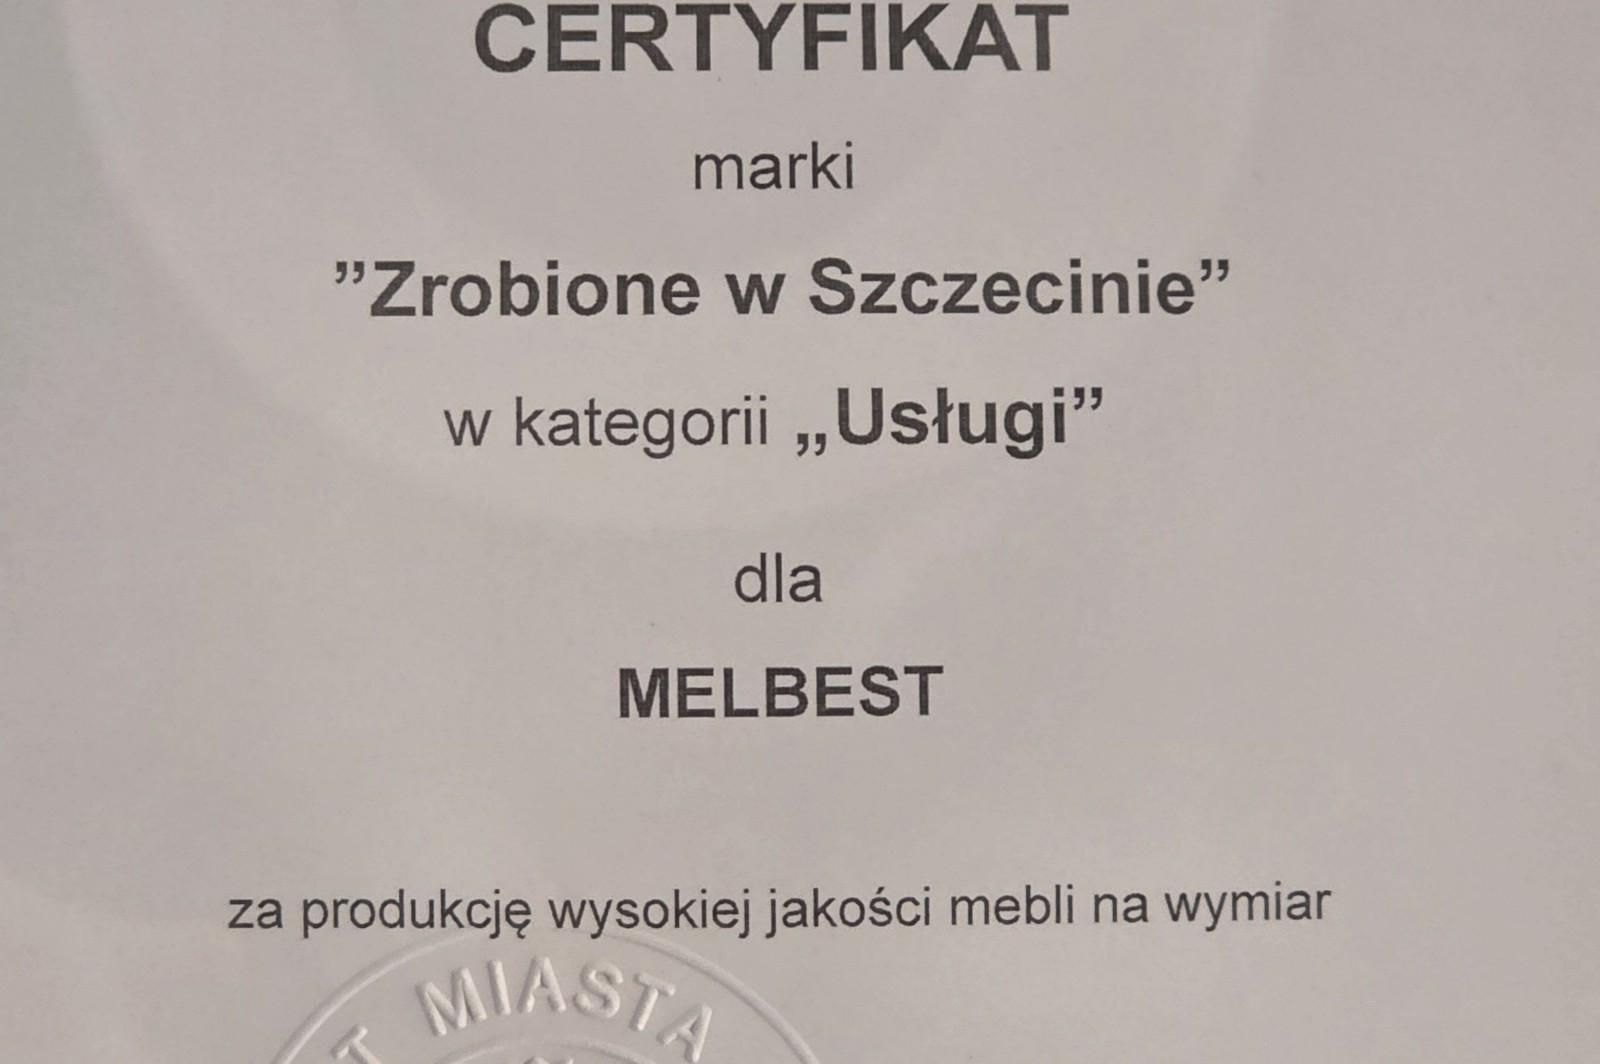 CERTYFIKAT
marki
”Zrobione w Szczecinie”
w kategorii „Usługi”
dla
MELBEST
za produkcję wysokiej jakości mebli na wymiar
T MIASTA